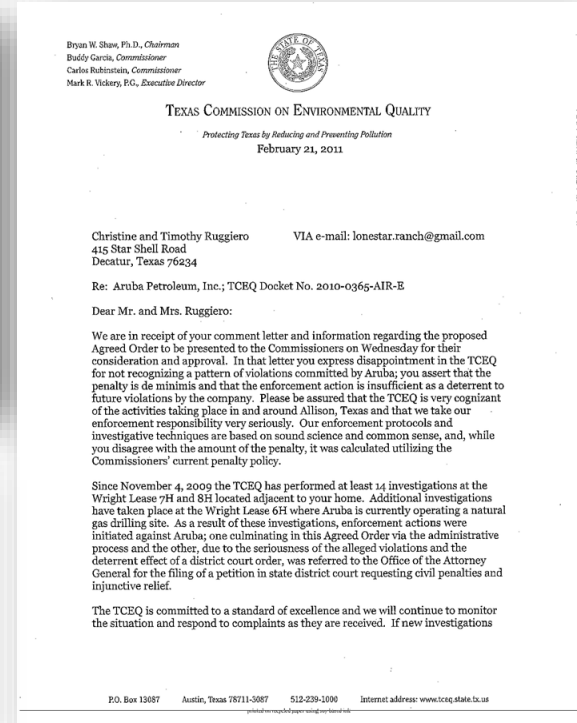 Bryan W. Shaw, Ph.D., Chairman
Buddy Garcia, Commissioner
Carlos Rubinstein, Commissioner
Mark R. Vickery, P.G., Executive Director
THE STATE OF TEXAS
TEXAS COMMISSION ON ENVIRONMENTAL QUALITY
Protecting Texas by Reducing and Preventing Pollution
February 21, 2011
Christine and Timothy Ruggiero VIA e-mail: lonestar.ranch@gmail.com
415 Star Shell Road
Decatur, Texas 76234
Re: Aruba Petroleum, Inc.; TCEQ Docket No. 2010-0365-AIR-E
Dear Mr. and Mrs. Ruggiero:
We are in receipt of your comment letter and information regarding the proposed
Agreed Order to be presented to the Commissioners on Wednesday for their
consideration and approval. In that letter you express disappointment in the TCEQ
for not recognizing a pattern of violations committed by Aruba; you assert that the
penalty is de minimis and that the enforcement action is insufficient as a deterrent to
future violations by the company. Please be assured that the TCEQ is very cognizant
of the activities taking place in and around Allison, Texas and that we take our
enforcement responsibility very seriously. Our enforcement protocols and
investigative techniques are based on sound science and common sense, and, while
you disagree with the amount of the penalty, it was calculated utilizing the
Commissioners' current penalty policy.
Since November 4, 2009 the TCEQ has performed at least 14 investigations at the
Wright Lease 7H and 8H located adjacent to your home. Additional investigations
have taken place at the Wright Lease 6H where Aruba is currently operating a natural
gas drilling site. As a result of these investigations, enforcement actions were
initiated against Aruba; one culminating in this Agreed Order via the administrative
process and the other, due to the seriousness of the alleged violations and the
deterrent effect of a district court order, was referred to the Office of the Attorney
General for the filing of a petition in state district court requesting civil penalties and
injunctive relief.
The TCEQ is committed to a standard of excellence and we will continue to monitor
the situation and respond to complaints as they are received. If new investigations
P.O. Box 13087 Austin, Texas 78711-3087 512-239-1000 Internet address: www.tceq.state.tx.us
printed on recycled paper using soy-based ink